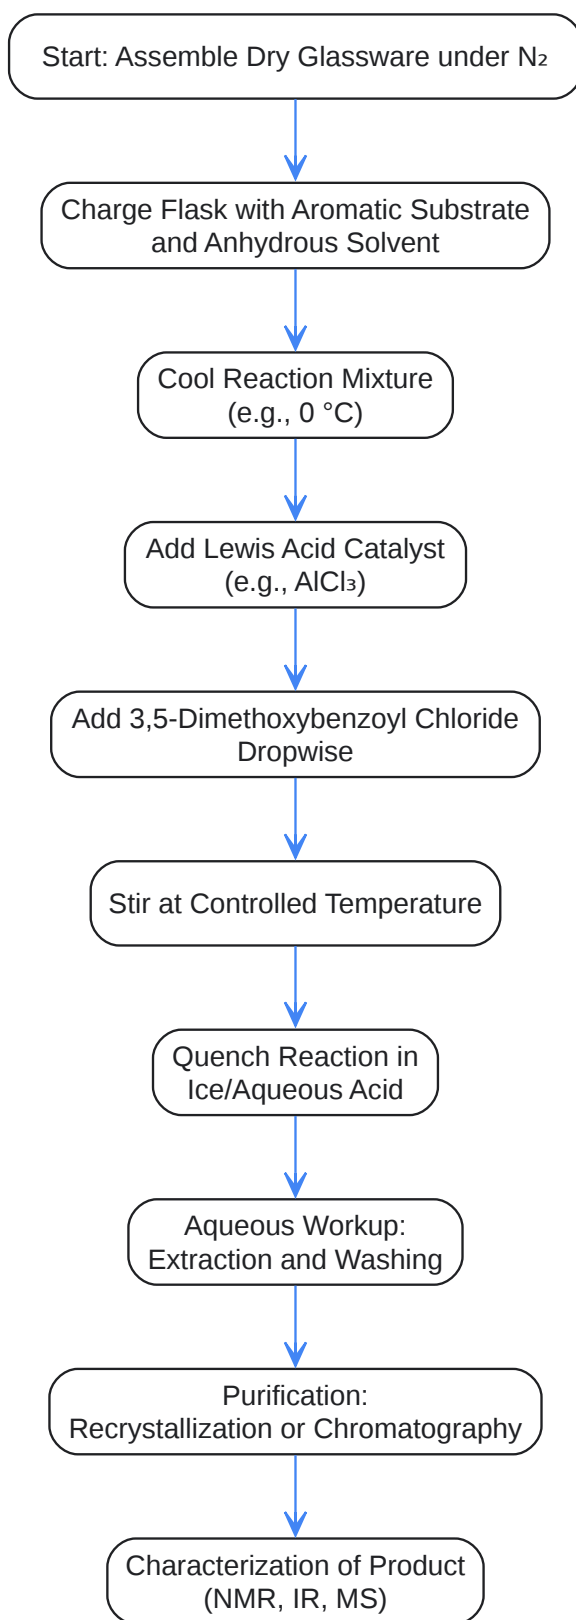 Start: Assemble Dry Glassware under N₂
Charge Flask with Aromatic Substrate
and Anhydrous Solvent
Cool Reaction Mixture
(e.g., 0 °C)
Add Lewis Acid Catalyst
(e.g., AlCl₃)
Add 3,5-Dimethoxybenzoyl Chloride
Dropwise
Stir at Controlled Temperature
Quench Reaction in
Ice/Aqueous Acid
Aqueous Workup:
Extraction and Washing
Purification:
Recrystallization or Chromatography
Characterization of Product
(NMR, IR, MS)